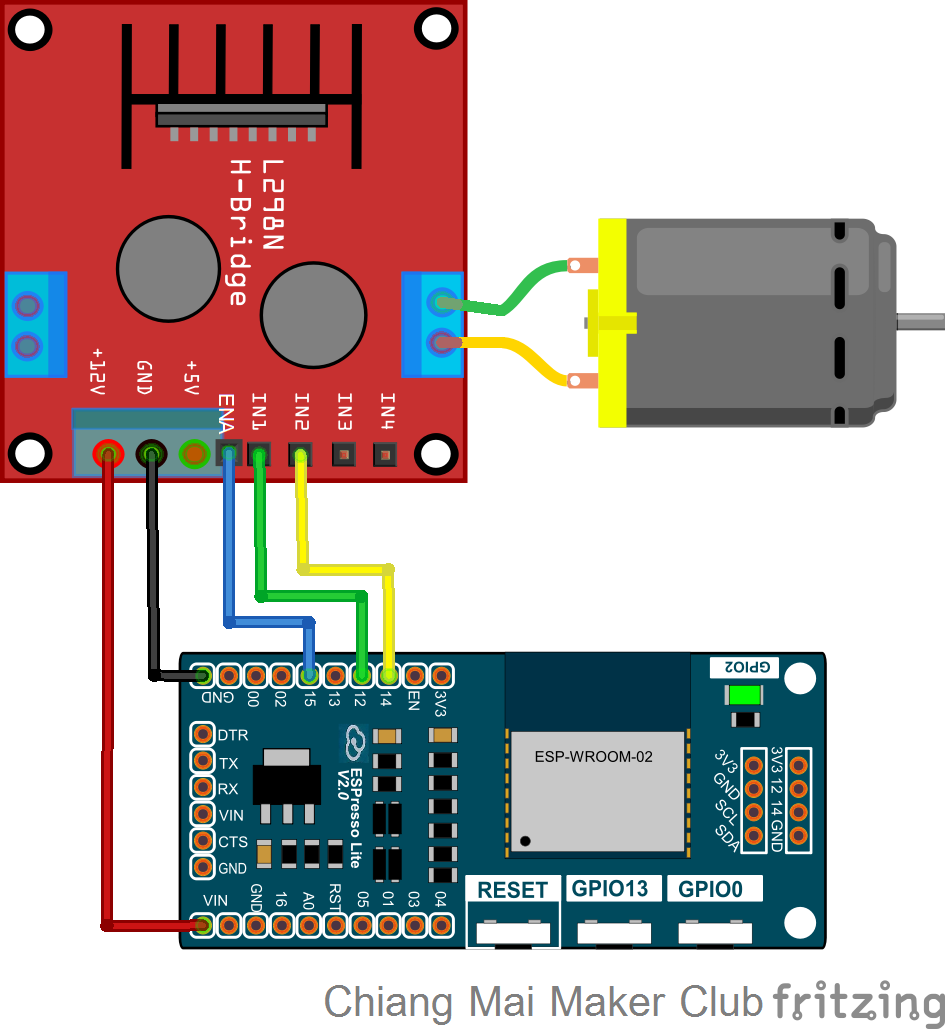 L298N
H-Bridge
+12V
GND
+5V
ENA
IN1
IN2
IN3
IN4
GND
00
02
15
13
12
14
EN
3V3
GPIO2
DTR
TX
RX
VIN
CTS
GND
ESPresso Lite
V2.0
ESP-WROOM-02
3V3
GND
SCL
SDA
3V3
12
14
GND
VIN
GND
16
A0
RST
05
01
03
04
RESET
GPIO13
GPIO0
Chiang Mai Maker Club fritzing